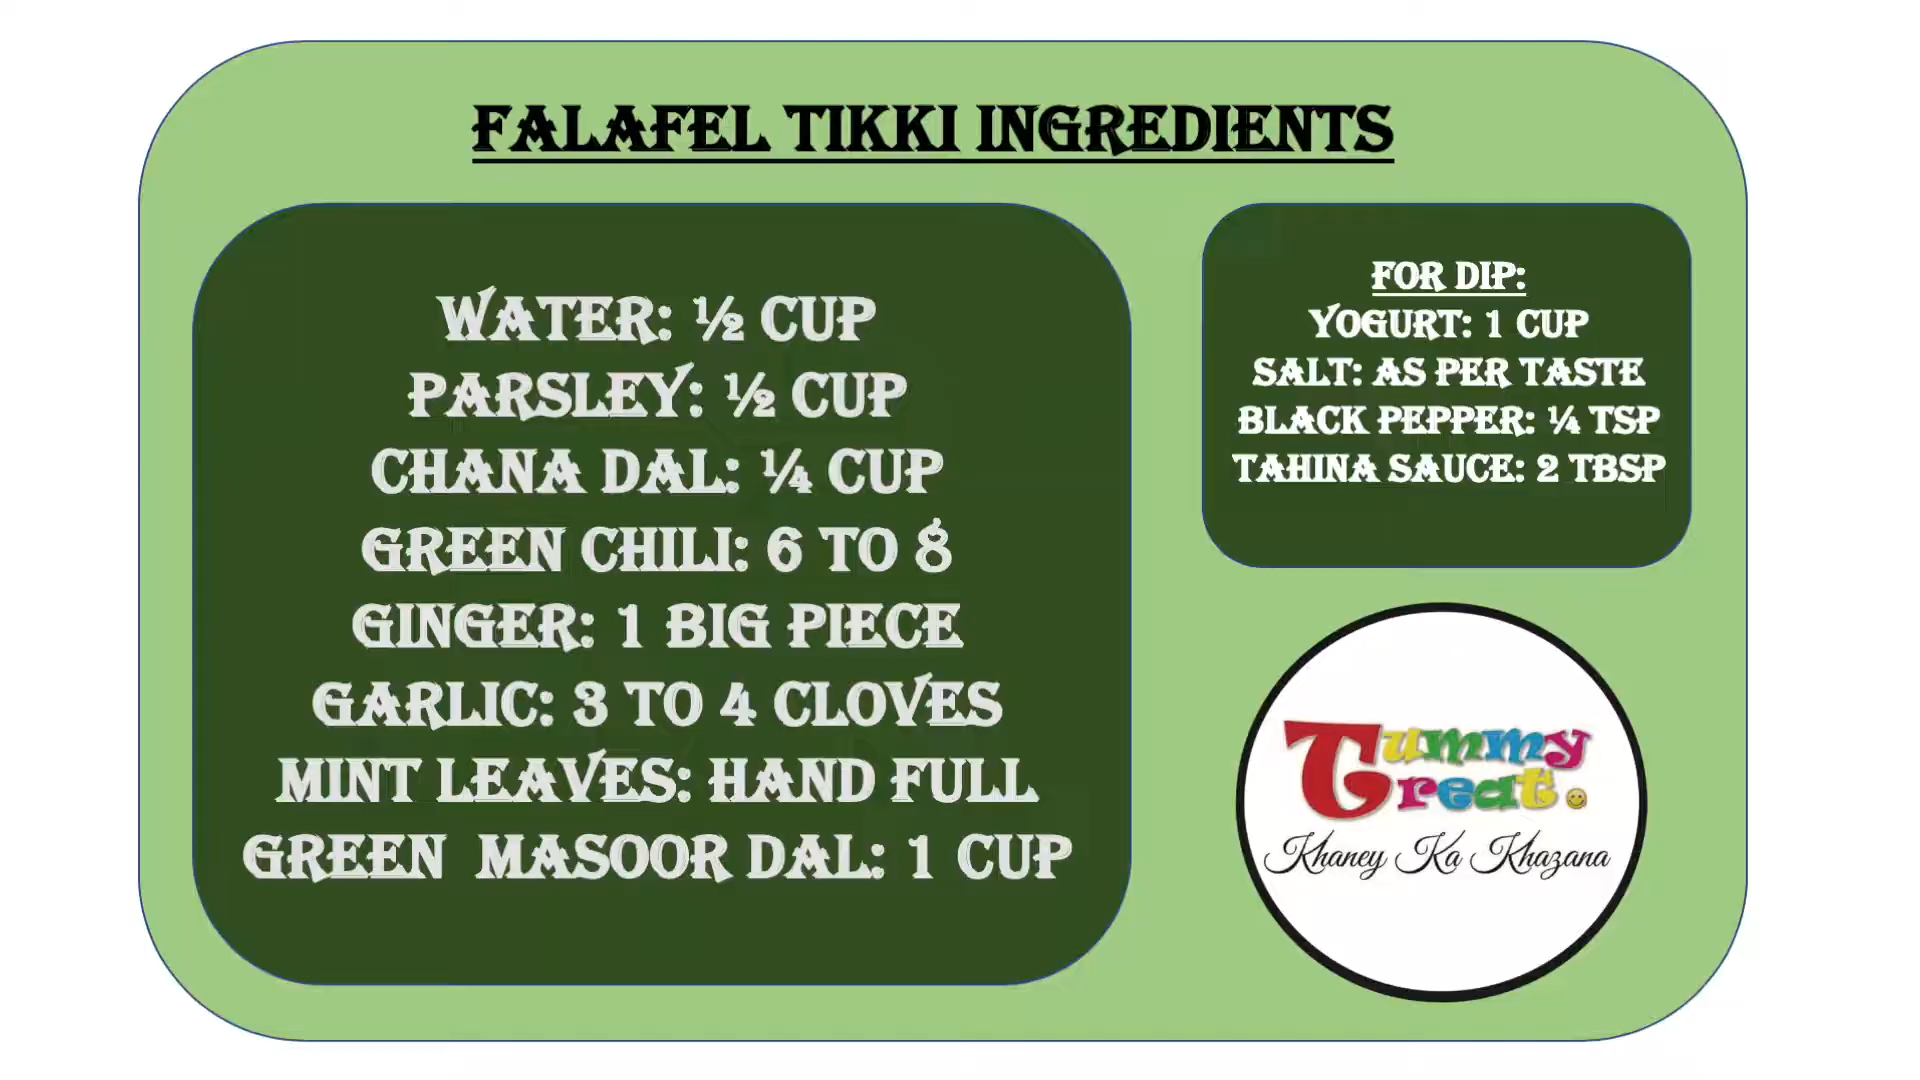 FALAFEL TIKKI INGREDIENTS
WATER: ½ CUP
PARSLEY: ½ CUP
CHANA DAL: ¼ CUP
GREEN CHILI: 6 TO 8
GINGER: 1 BIG PIECE
GARLIC: 3 TO 4 CLOVES
MINT LEAVES: HAND FULL
GREEN MASOOR DAL: 1 CUP
FOR DIP:
YOGURT: 1 CUP
SALT: AS PER TASTE
BLACK PEPPER: ¼ TSP
TAHINA SAUCE: 2 TBSP
Tummy
Treat.
Khaney Ka Khazana